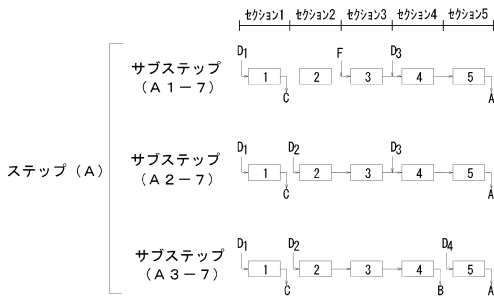 セクション1 セクション2 セクション3 セクション4 セクション5
D1 F D3
サブステップ
(A1-7)
1 2 3 4 5
C A
ステップ(A)
D1 D2 D3
サブステップ
(A2-7)
1 2 3 4 5
C A
D1 D2 D4
サブステップ
(A3-7)
1 2 3 4 5
C B A